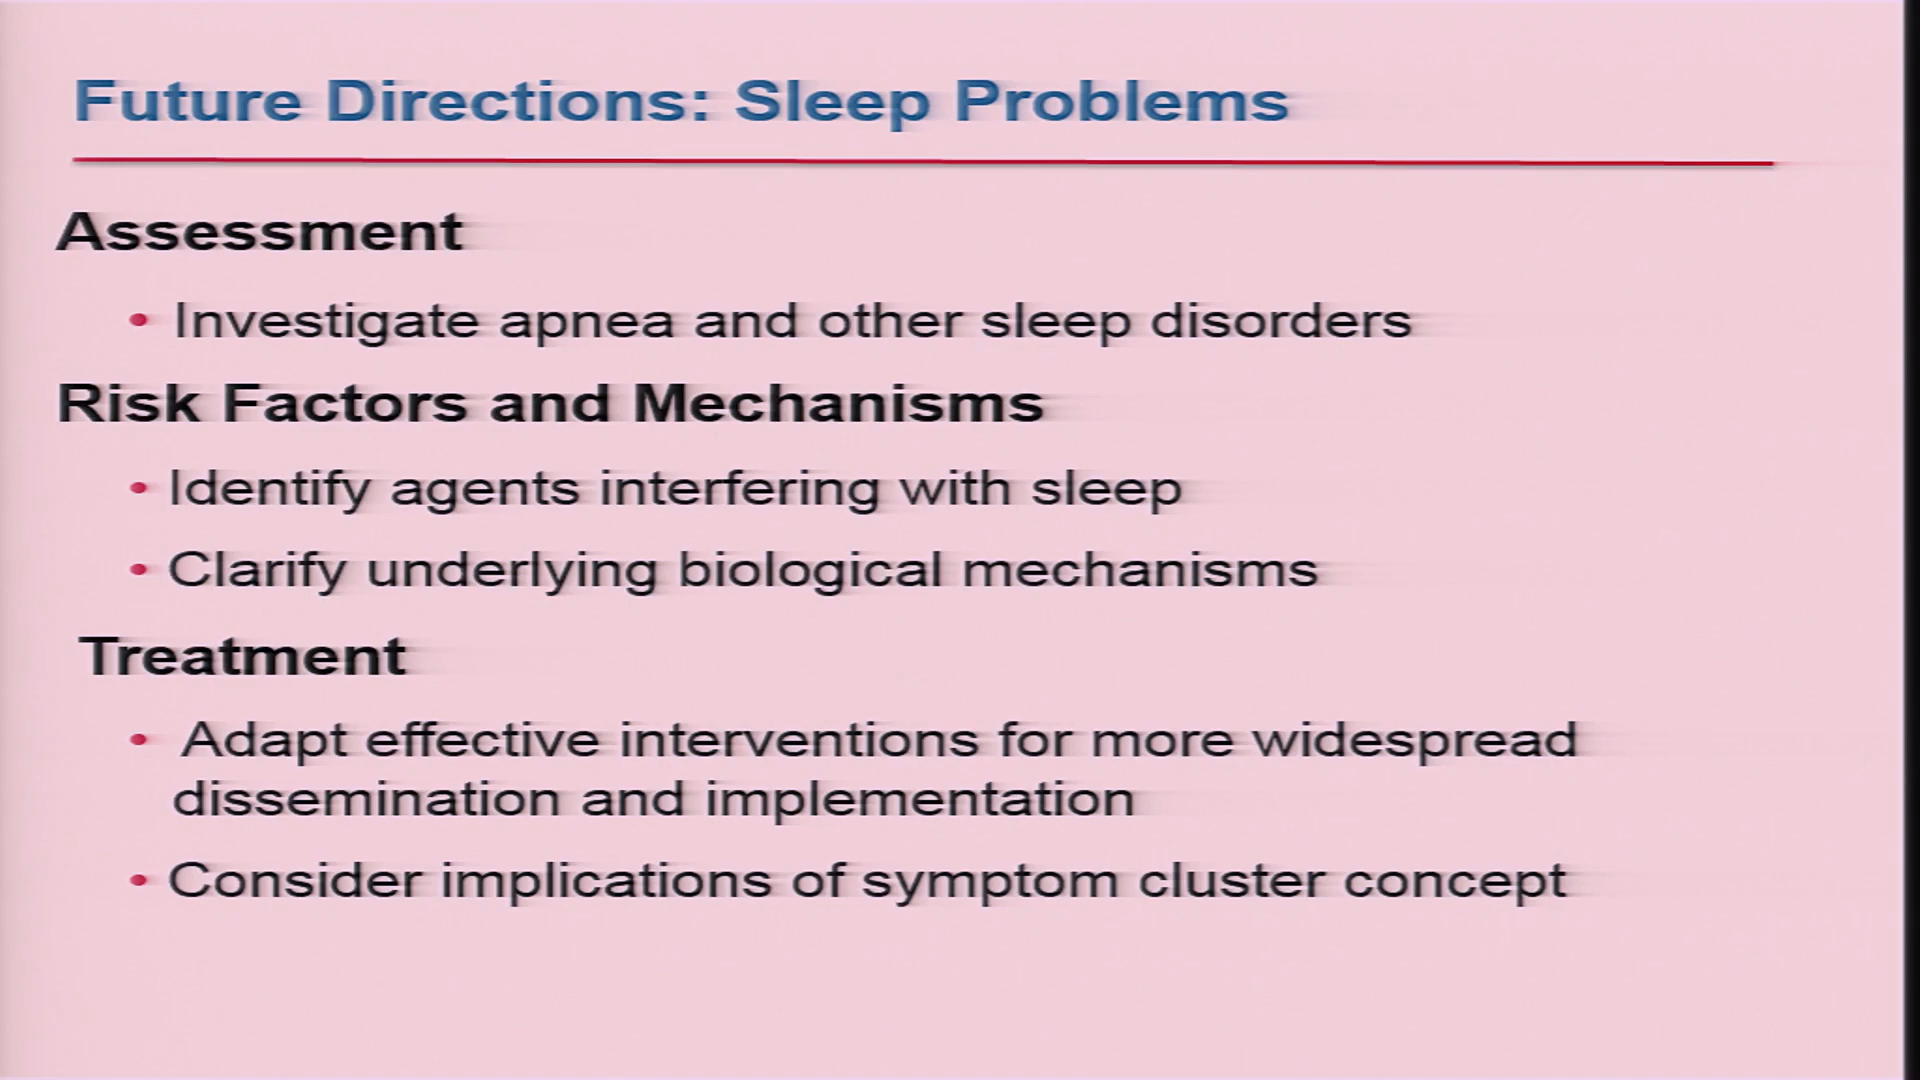 Future Directions: Sleep Problems
Assessment
• Investigate apnea and other sleep disorders
Risk Factors and Mechanisms
• Identify agents interfering with sleep
• Clarify underlying biological mechanisms
Treatment
• Adapt effective interventions for more widespread
dissemination and implementation
• Consider implications of symptom cluster concept